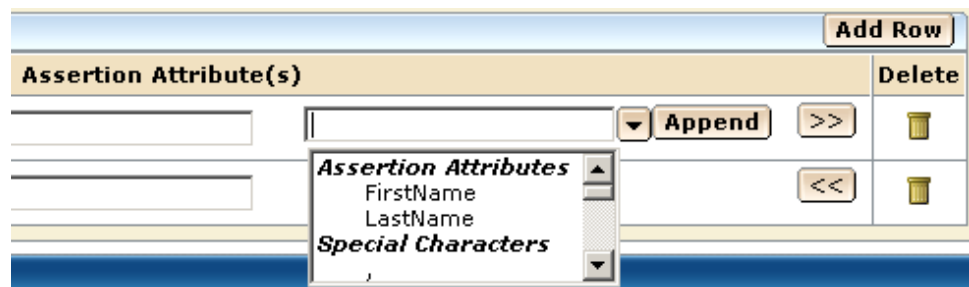 Add Row
Assertion Attribute(s) Delete
Append >>
Assertion Attributes
FirstName
<<
LastName
Special Characters